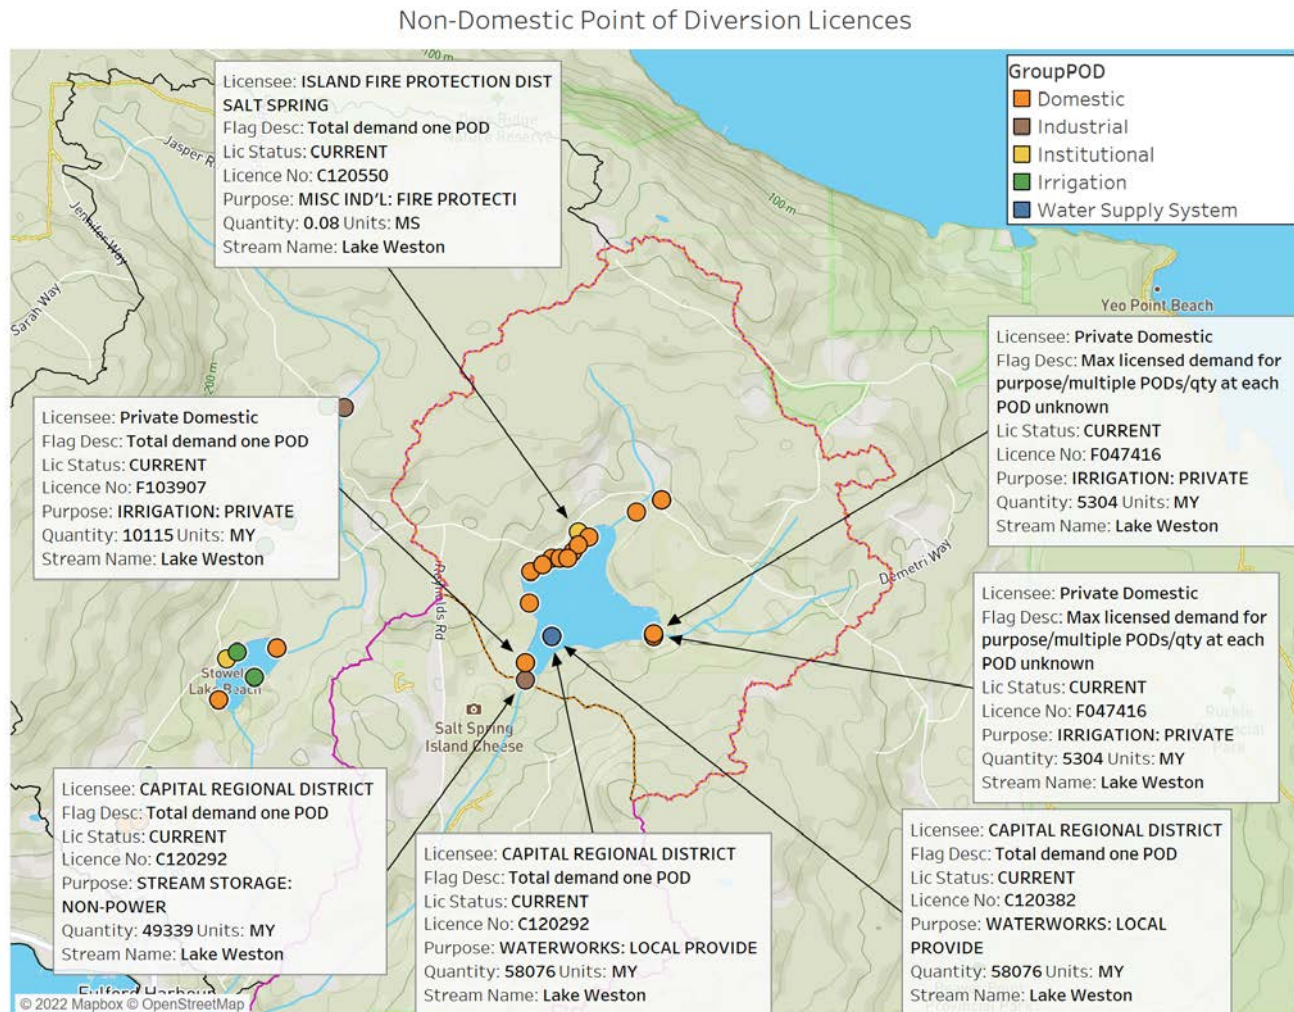 Non-Domestic Point of Diversion Licences
100 m
Licensee: ISLAND FIRE PROTECTION DIST
SALT SPRING
Flag Desc: Total demand one POD
Lic Status: CURRENT
Licence No: C120550
Purpose: MISC IND'L: FIRE PROTECTI
Quantity: 0.08 Units: MS
Stream Name: Lake Weston
GroupPOD
Domestic
Industrial
Institutional
Irrigation
Water Supply System
Jasper
Jennifer Way
Sarah Way
100 m
200 m
Yeo Point Beach
Licensee: Private Domestic
Flag Desc: Max licensed demand for
purpose/multiple PODs/qty at each
POD unknown
Lic Status: CURRENT
Licence No: F047416
Purpose: IRRIGATION: PRIVATE
Quantity: 5304 Units: MY
Stream Name: Lake Weston
Licensee: Private Domestic
Flag Desc: Total demand one POD
Lic Status: CURRENT
Licence No: F103907
Purpose: IRRIGATION: PRIVATE
Quantity: 10115 Units: MY
Stream Name: Lake Weston
Reynolds Rd
Demetri Way
Licensee: Private Domestic
Flag Desc: Max licensed demand for
purpose/multiple PODs/qty at each
POD unknown
Lic Status: CURRENT
Licence No: F047416
Purpose: IRRIGATION: PRIVATE
Quantity: 5304 Units: MY
Stream Name: Lake Weston
Lake Beach
Salt Spring
Island Cheese
Licensee: CAPITAL REGIONAL DISTRICT
Flag Desc: Total demand one POD
Lic Status: CURRENT
Licence No: C120292
Purpose: STREAM STORAGE:
NON-POWER
Quantity: 49339 Units: MY
Stream Name: Lake Weston
Licensee: CAPITAL REGIONAL DISTRICT
Flag Desc: Total demand one POD
Lic Status: CURRENT
Licence No: C120292
Purpose: WATERWORKS: LOCAL PROVIDE
Quantity: 58076 Units: MY
Stream Name: Lake Weston
Licensee: CAPITAL REGIONAL DISTRICT
Flag Desc: Total demand one POD
Lic Status: CURRENT
Licence No: C120382
Purpose: WATERWORKS: LOCAL
PROVIDE
Quantity: 58076 Units: MY
Stream Name: Lake Weston
Fulford Harbour
© 2022 Mapbox © OpenStreetMap